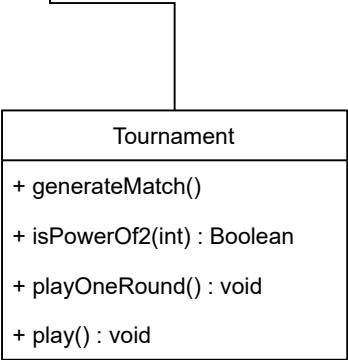 Tournament
+ generateMatch()
+ isPowerOf2(int) : Boolean
+ playOneRound() : void
+ play() : void